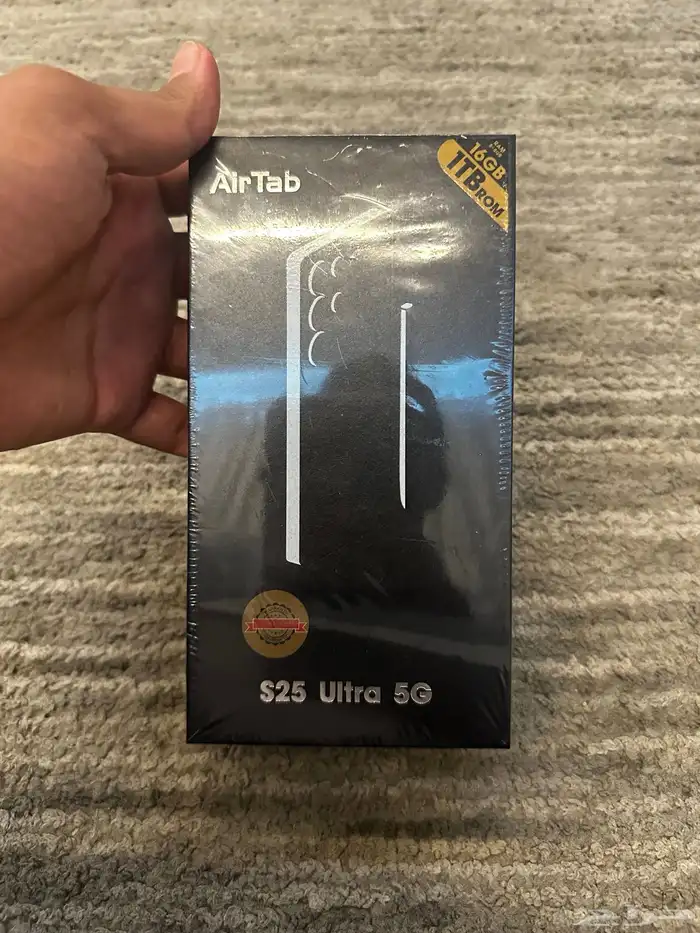 AirTab
RAM
16GB
1TB ROM
S25 Ultra 5G